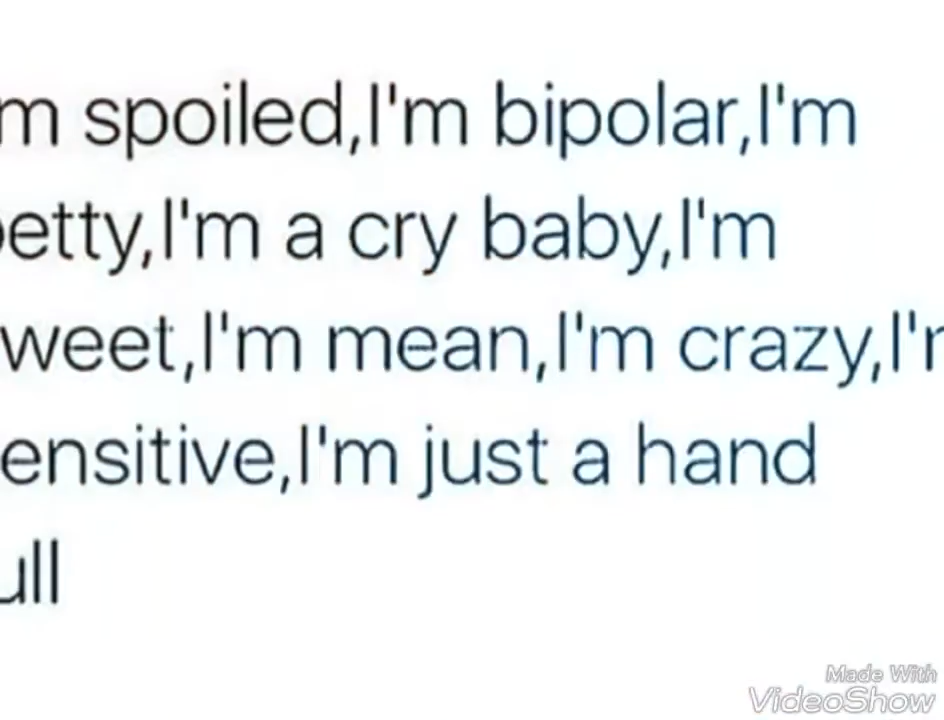 m spoiled,I'm bipolar,I'm
etty,I'm a cry baby,I'm
weet,I'm mean,I'm crazy,I'm
ensitive,I'm just a hand
ull
Made With
VideoShow